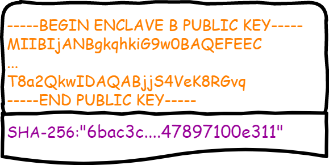 -----BEGIN ENCLAVE B PUBLIC KEY-----
MIIBIjANBgkqhkiG9w0BAQEFEEC
...
T8a2QkwIDAQABjjS4VeK8RGvq
-----END PUBLIC KEY-----
SHA-256:"6bac3c....47897100e311"